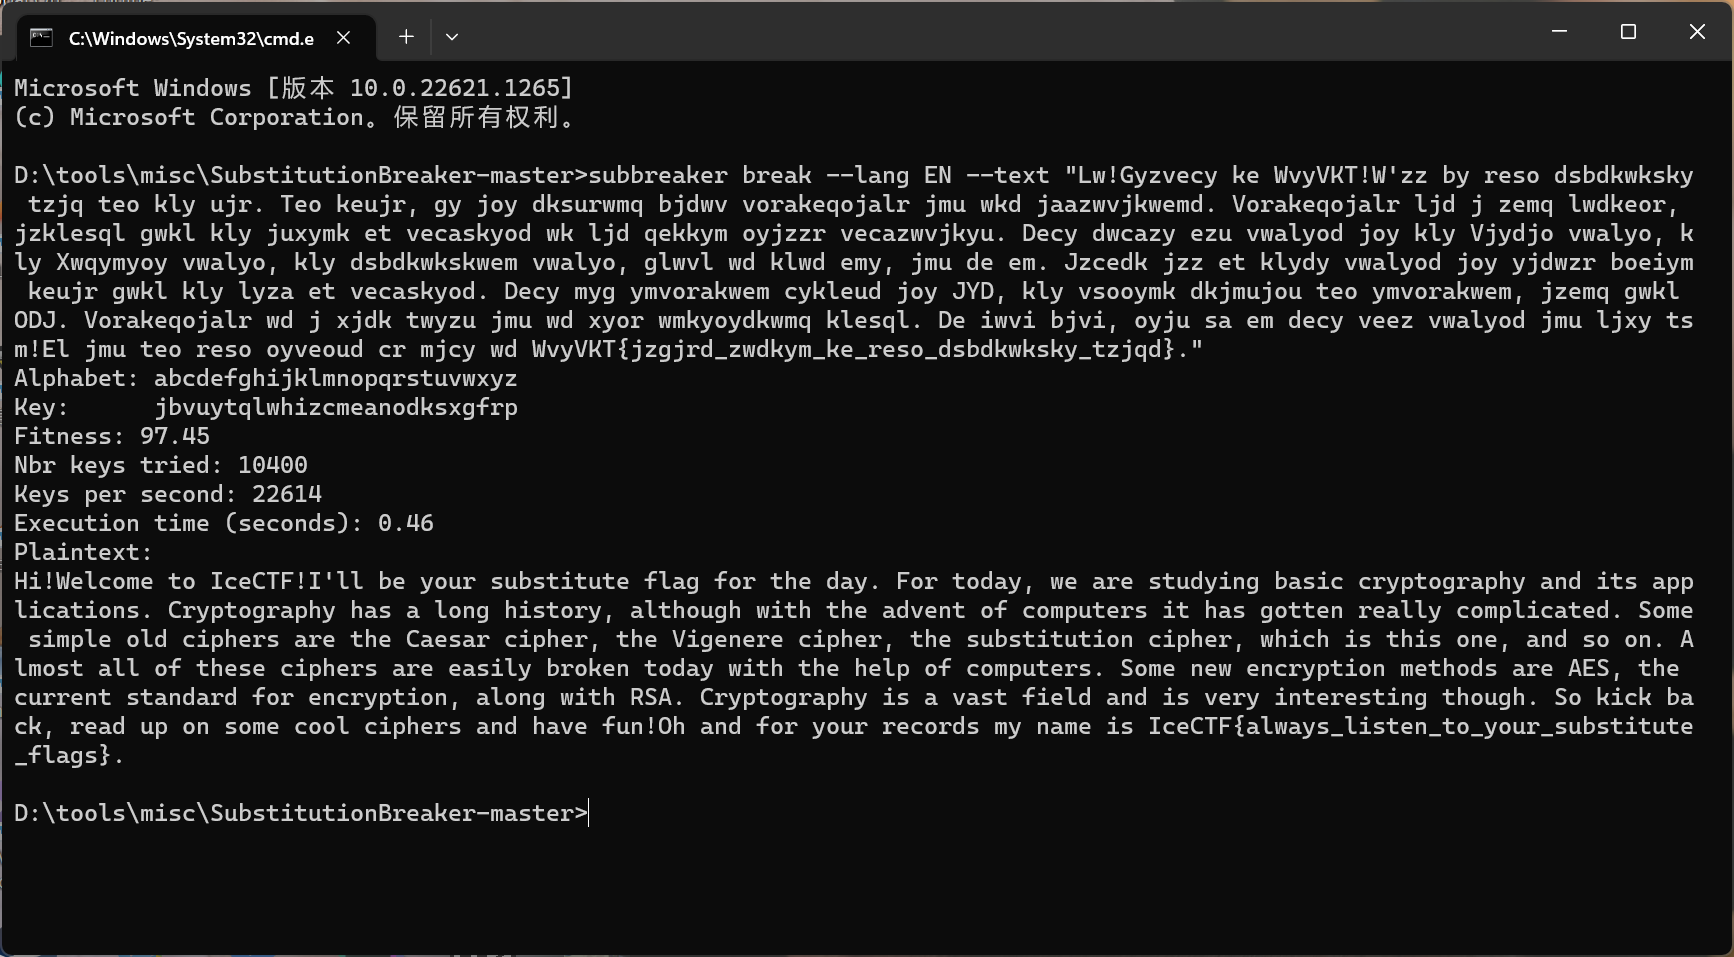 C:\Windows\System32\cmd.e
Microsoft Windows [版本 10.0.22621.1265]
(c) Microsoft Corporation。保留所有权利。
D:\tools\misc\SubstitutionBreaker-master>subbreaker break --lang EN --text "Lw!Gyzvecy ke WvyVKT!W'zz by reso dsbdkwksky
tzjq teo kly ujr. Teo keujr, gy joy dksurwmq bjdwv vorakeqojalr jmu wkd jaazwvjkwemd. Vorakeqojalr ljd j zemq lwdkeor,
jzklesql gwkl kly juxymk et vecaskyod wk ljd qekkym oyjzzr vecazwvjkyu. Decy dwcazy ezu vwalyod joy kly Vjydjo vwalyo, k
ly Xwqymyoy vwalyo, kly dsbdkwkskwem vwalyo, glwvl wd klwd emy, jmu de em. Jzcedk jzz et klydy vwalyod joy yjdwzr boeiym
keujr gwkl kly lyza et vecaskyod. Decy myg ymvorakwem cykleud joy JYD, kly vsooymk dkjmujou teo ymvorakwem, jzemq gwkl
ODJ. Vorakeqojalr wd j xjdk twyzu jmu wd xyor wmkyoydkwmq klesql. De iwvi bjvi, oyju sa em decy veez vwalyod jmu ljxy ts
m!El jmu teo reso oyveoud cr mjcy wd WvyVKT{jzgjrd_zwdkym_ke_reso_dsbdkwksky_tzjqd}."
Alphabet: abcdefghijklmnopqrstuvwxyz
Key: jbvuytqlwhizcmeanodksxgfrp
Fitness: 97.45
Nbr keys tried: 10400
Keys per second: 22614
Execution time (seconds): 0.46
Plaintext:
Hi!Welcome to IceCTF!I'll be your substitute flag for the day. For today, we are studying basic cryptography and its app
lications. Cryptography has a long history, although with the advent of computers it has gotten really complicated. Some
simple old ciphers are the Caesar cipher, the Vigenere cipher, the substitution cipher, which is this one, and so on. A
lmost all of these ciphers are easily broken today with the help of computers. Some new encryption methods are AES, the
current standard for encryption, along with RSA. Cryptography is a vast field and is very interesting though. So kick ba
ck, read up on some cool ciphers and have fun!Oh and for your records my name is IceCTF{always_listen_to_your_substitute
_flags}.
D:\tools\misc\SubstitutionBreaker-master>